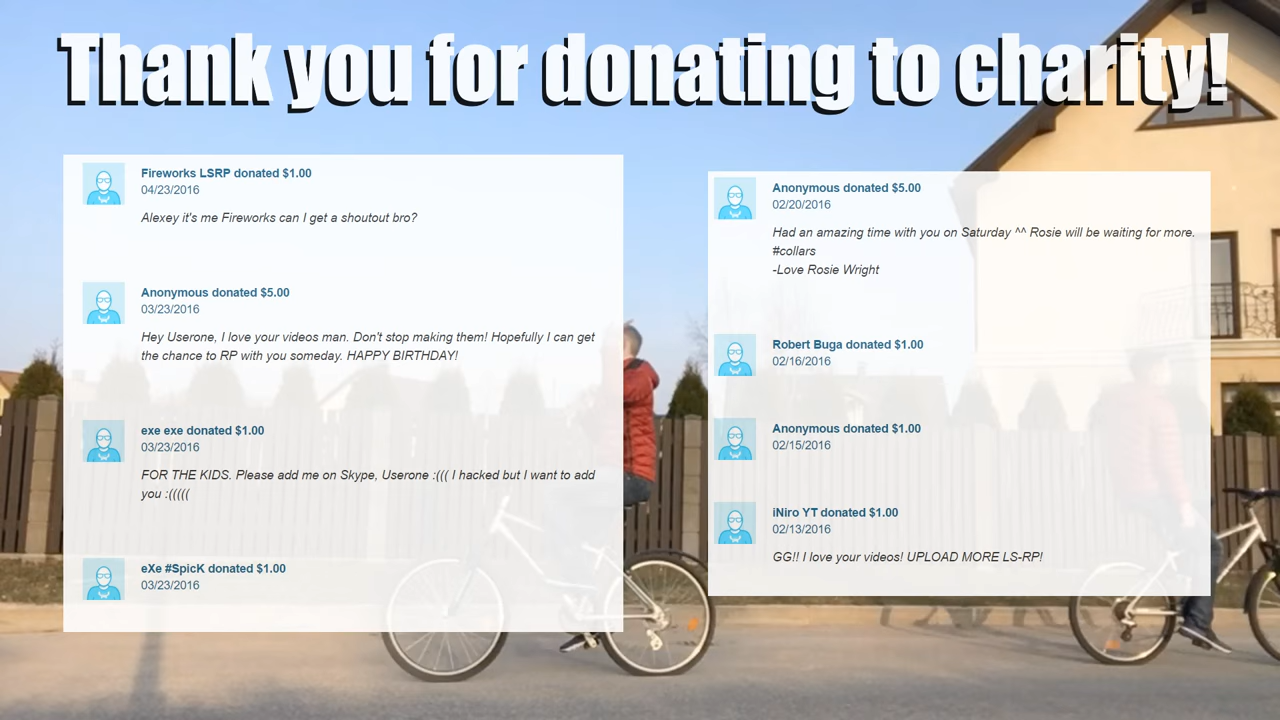 Thank you for donating to charity!
Fireworks LSRP donated $1.00
04/23/2016
Alexey it's me Fireworks can I get a shoutout bro?
Anonymous donated $5.00
03/23/2016
Hey Userone, I love your videos man. Don't stop making them! Hopefully I can get
the chance to RP with you someday. HAPPY BIRTHDAY!
exe exe donated $1.00
03/23/2016
FOR THE KIDS. Please add me on Skype, Userone :((( I hacked but I want to add
you :(((((
eXe #SpicK donated $1.00
03/23/2016
Anonymous donated $5.00
02/20/2016
Had an amazing time with you on Saturday ^^ Rosie will be waiting for more.
#collars
-Love Rosie Wright
Robert Buga donated $1.00
02/16/2016
Anonymous donated $1.00
02/15/2016
iNiro YT donated $1.00
02/13/2016
GG!! I love your videos! UPLOAD MORE LS-RP!